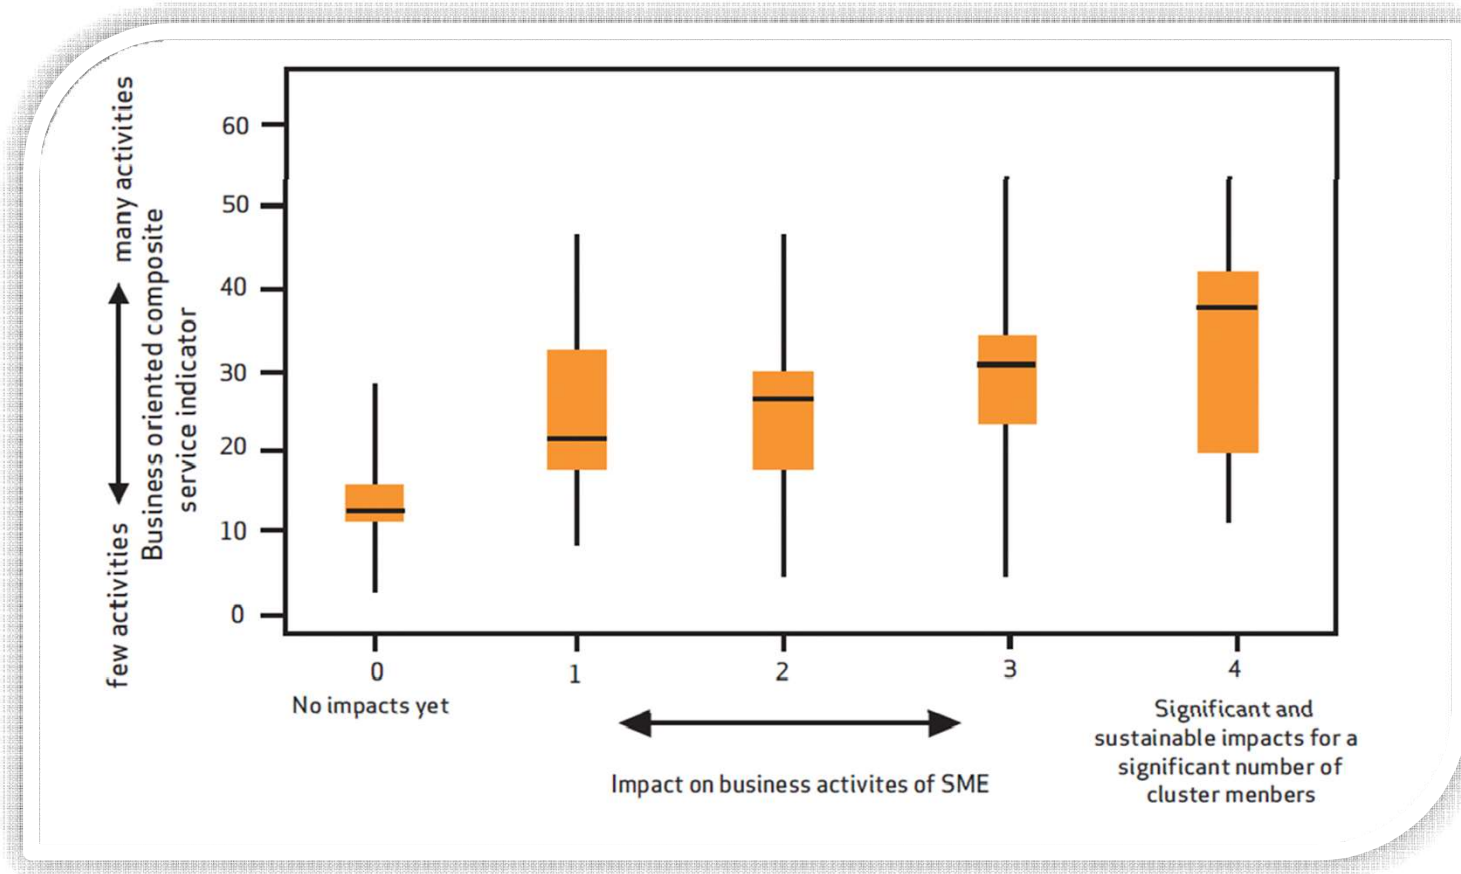 many activities
few activities
Business oriented composite
service indicator
60
50
40
30
20
10
0
0
1
2
3
4
No impacts yet
Impact on business activites of SME
Significant and
sustainable impacts for a
significant number of
cluster menbers